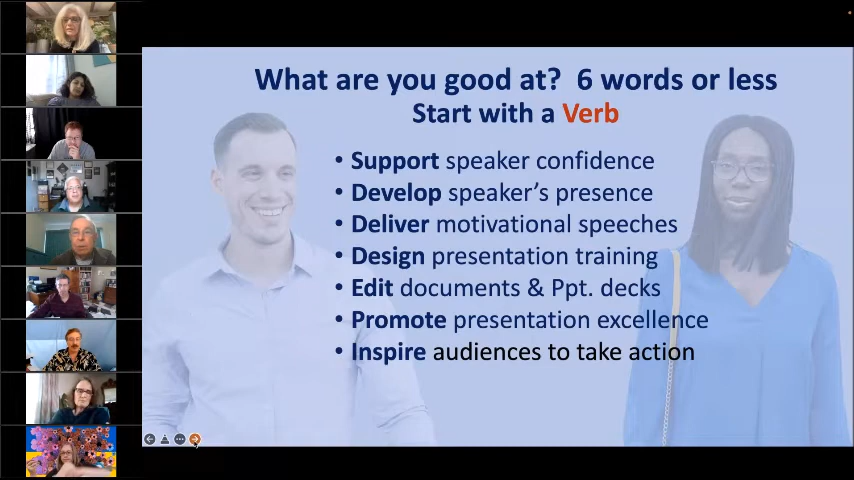 What are you good at? 6 words or less
Start with a Verb
• Support speaker confidence
• Develop speaker's presence
• Deliver motivational speeches
• Design presentation training
• Edit documents & Ppt. decks
• Promote presentation excellence
• Inspire audiences to take action